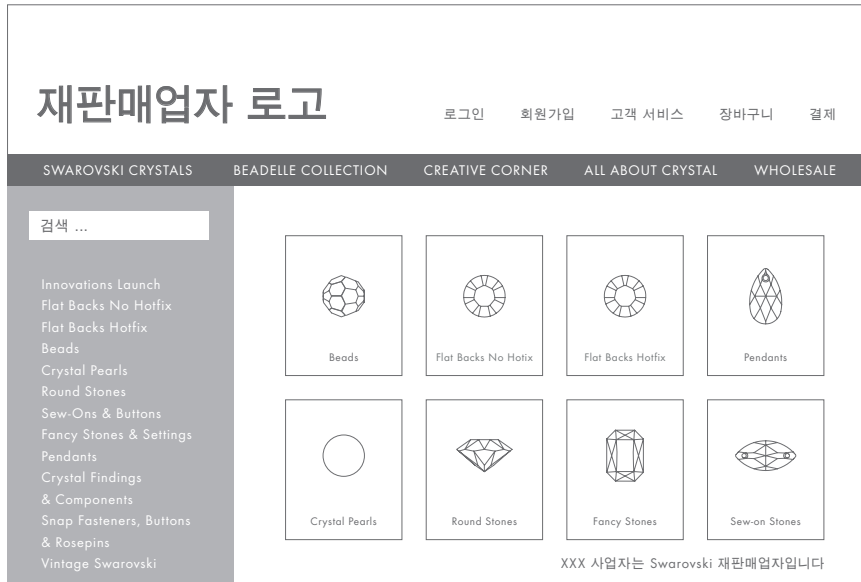 재판매업자 로고
로그인 회원가입 고객 서비스 장바구니 결제
SWAROVSKI CRYSTALS BEADELLE COLLECTION CREATIVE CORNER ALL ABOUT CRYSTAL WHOLESALE
검색 ...
Innovations Launch
Flat Backs No Hotfix
Flat Backs Hotfix
Beads
Crystal Pearls
Round Stones
Sew-Ons & Buttons
Fancy Stones & Settings
Pendants
Crystal Findings
& Components
Snap Fasteners, Buttons
& Rosepins
Vintage Swarovski
Beads
Flat Backs No Hotix
Flat Backs Hotfix
Pendants
Crystal Pearls
Round Stones
Fancy Stones
Sew-on Stones
XXX 사업자는 Swarovski 재판매업자입니다